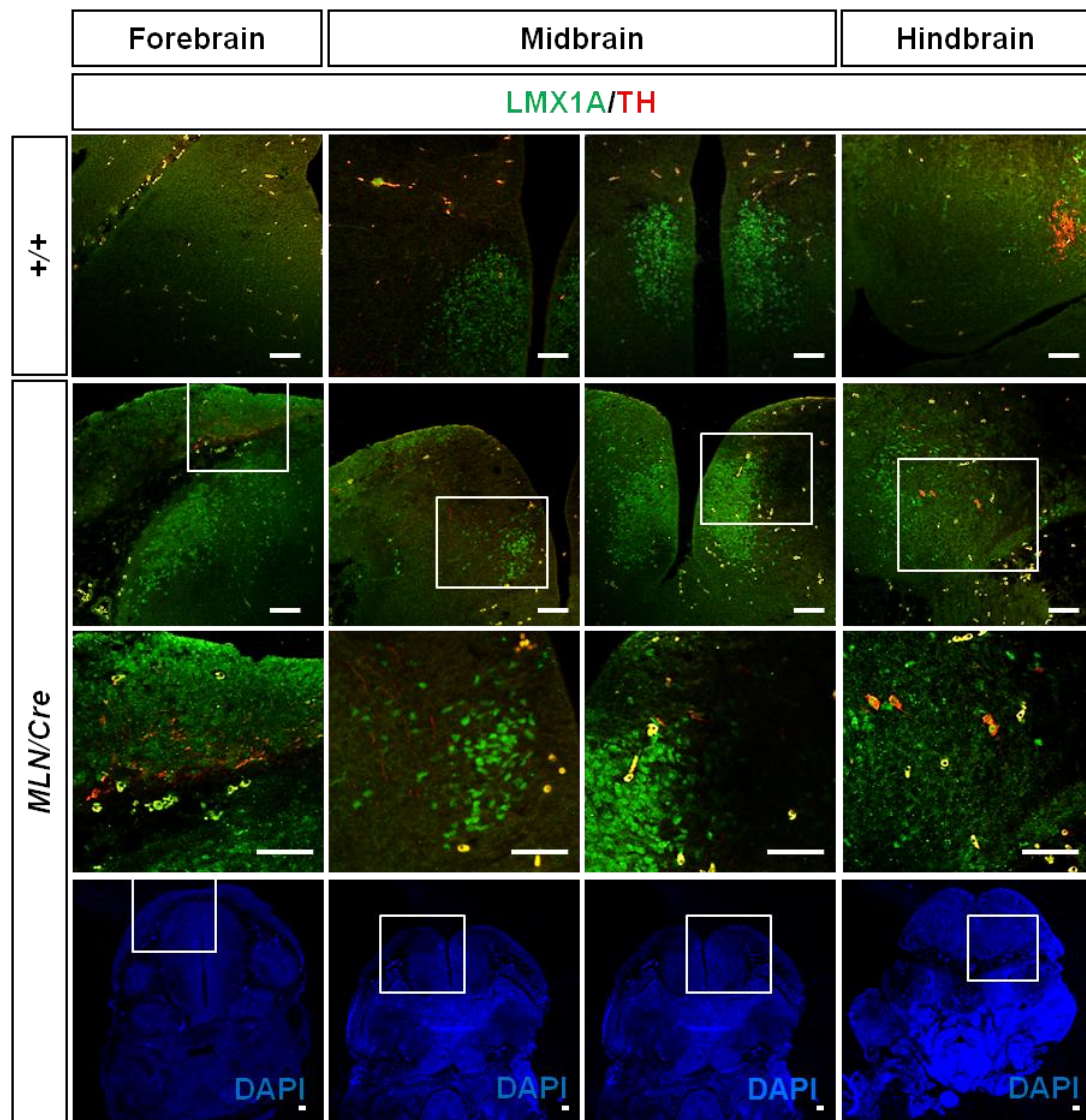 Forebrain
Midbrain
Hindbrain
LMX1A/TH
+/+
MLN/Cre
DAPI
DAPI
DAPI
DAPI